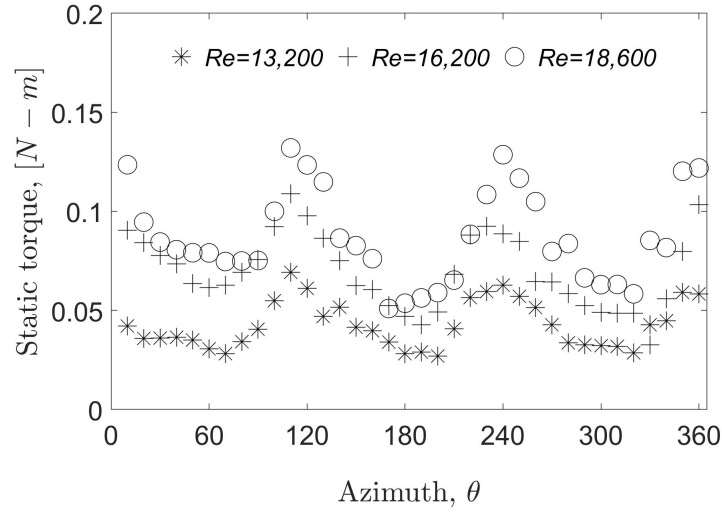 0.2
Re=13,200 Re=16,200 Re=18,600
0.15
0.1
0.05
0
Static torque, [N − m]
0 60 120 180 240 300 360
Azimuth, θ